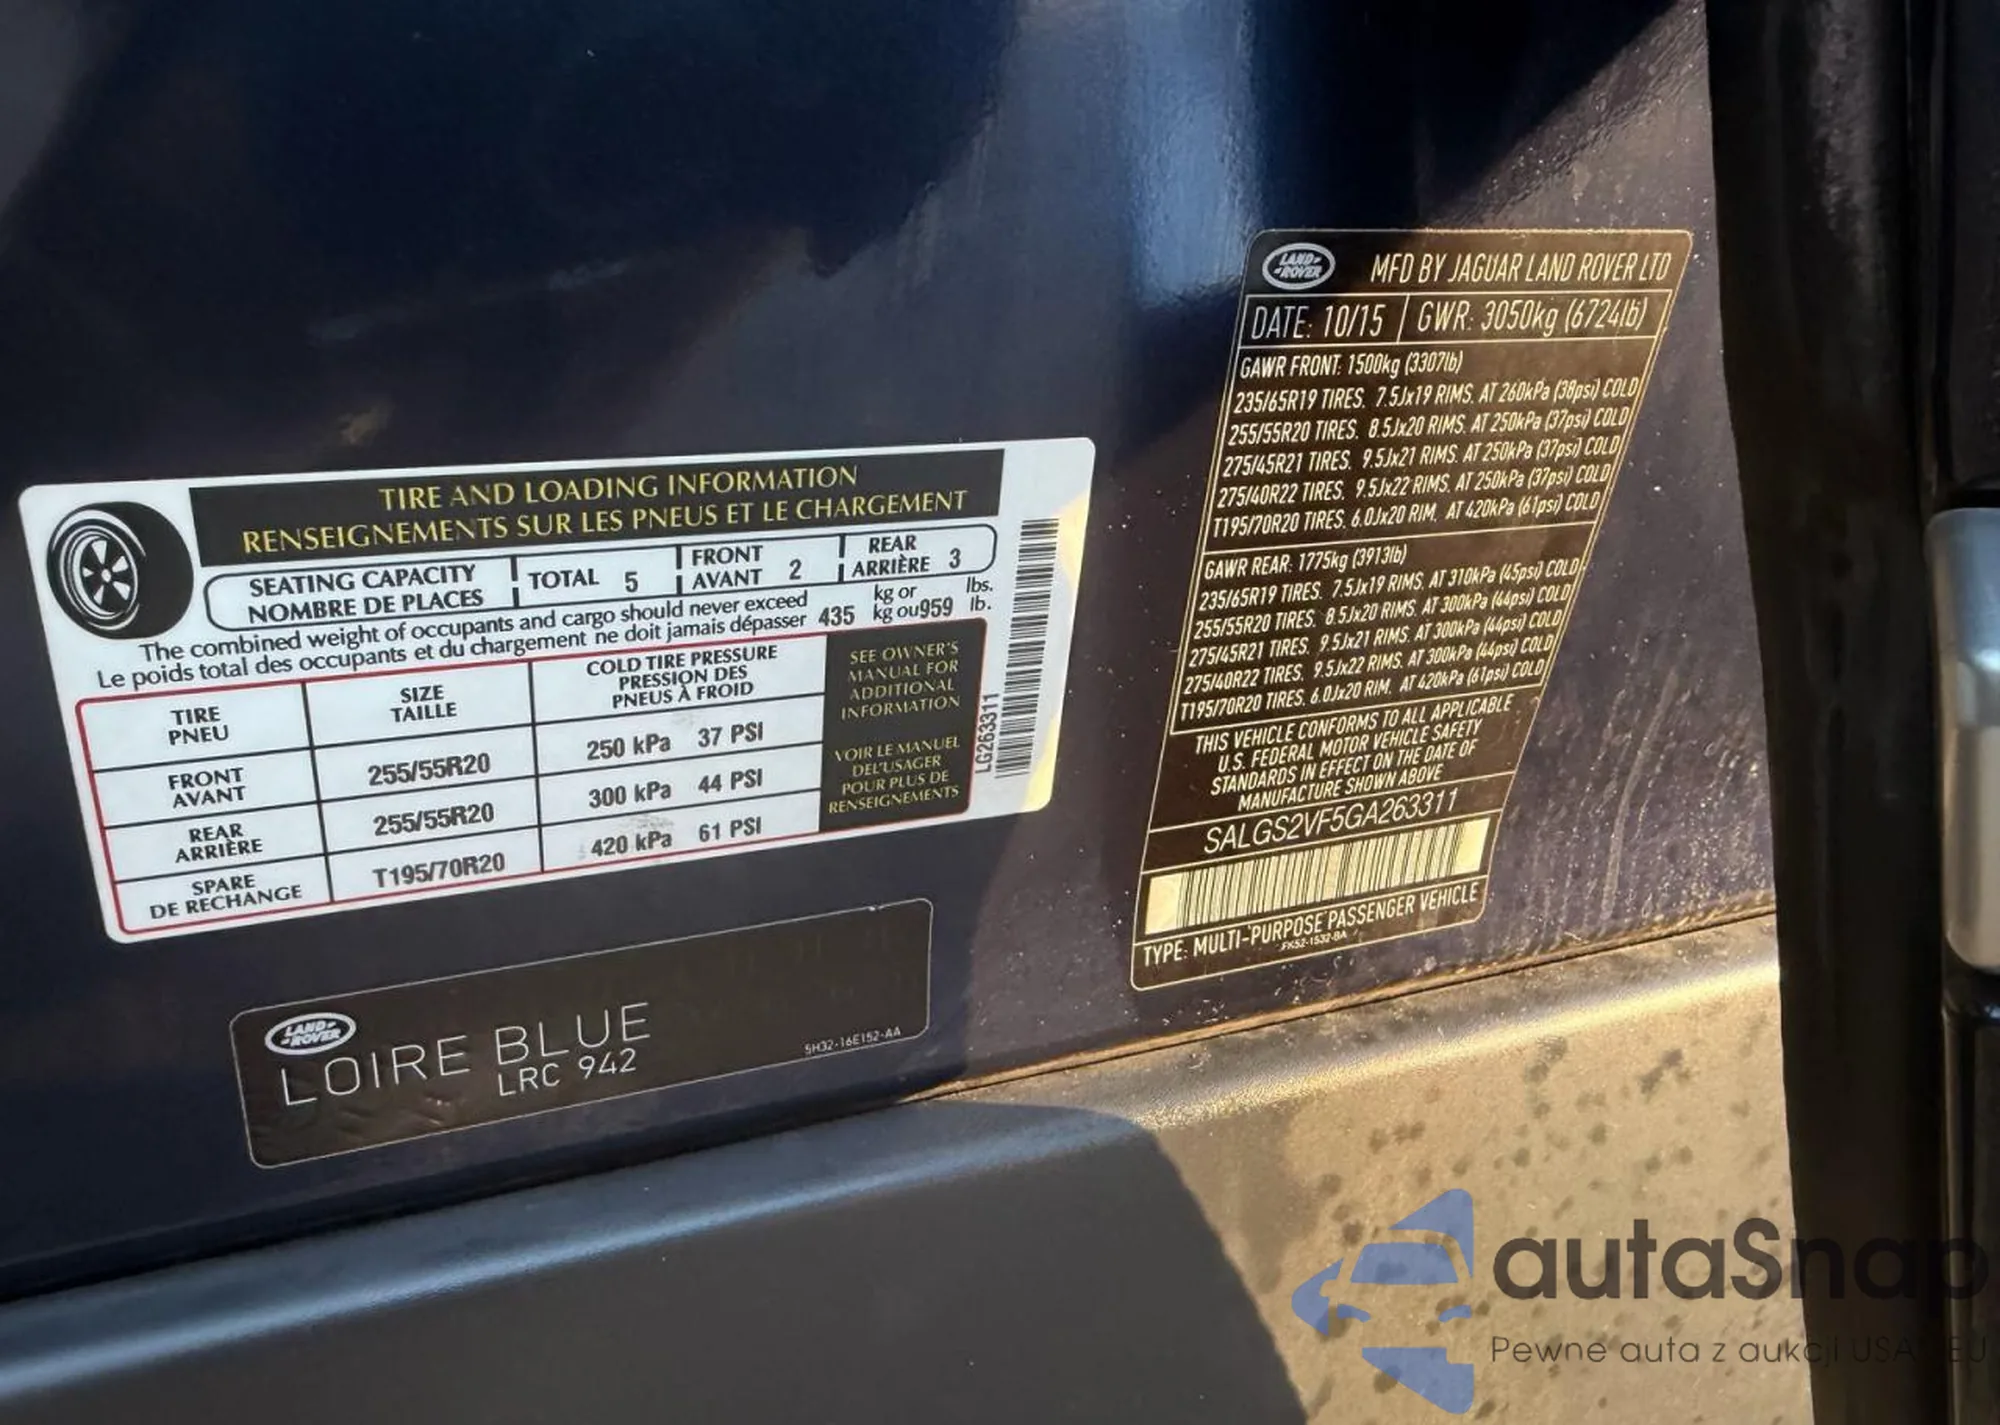 TIRE AND LOADING INFORMATION
RENSEIGNEMENTS SUR LES PNEUS ET LE CHARGEMENT
SEATING CAPACITY TOTAL 5 FRONT 2 REAR 3
NOMBRE DE PLACES AVANT ARRIÈRE
The combined weight of occupants and cargo should never exceed 435 kg or 959 lbs.
Le poids total des occupants et du chargement ne doit jamais dépasser kg ou lb.
TIRE
PNEU
SIZE
TAILLE
COLD TIRE PRESSURE
PRESSION DES
PNEUS À FROID
FRONT
AVANT
255/55R20
250 kPa 37 PSI
REAR
ARRIÈRE
255/55R20
300 kPa 44 PSI
SPARE
DE RECHANGE
T195/70R20
420 kPa 61 PSI
SEE OWNER'S
MANUAL FOR
ADDITIONAL
INFORMATION
VOIR LE MANUEL
DEL'USAGER
POUR PLUS DE
RENSEIGNEMENTS
LG263311
LAND-
-ROVER
LOIRE BLUE
LRC 942
5H32-16E152-AA
LAND-
-ROVER
MFD BY JAGUAR LAND ROVER LTD
DATE: 10/15 GWR: 3050kg (6724lb)
GAWR FRONT: 1500kg (3307lb)
235/65R19 TIRES. 7.5Jx19 RIMS. AT 260kPa (38psi) COLD
255/55R20 TIRES. 8.5Jx20 RIMS. AT 250kPa (37psi) COLD
275/45R21 TIRES. 9.5Jx21 RIMS. AT 250kPa (37psi) COLD
275/40R22 TIRES. 9.5Jx22 RIMS. AT 250kPa (37psi) COLD
T195/70R20 TIRES. 6.0Jx20 RIM. AT 420kPa (61psi) COLD
GAWR REAR: 1775kg (3913lb)
235/65R19 TIRES. 7.5Jx19 RIMS. AT 310kPa (45psi) COLD
255/55R20 TIRES. 8.5Jx20 RIMS. AT 300kPa (44psi) COLD
275/45R21 TIRES. 9.5Jx21 RIMS. AT 300kPa (44psi) COLD
275/40R22 TIRES. 9.5Jx22 RIMS. AT 300kPa (44psi) COLD
T195/70R20 TIRES. 6.0Jx20 RIM. AT 420kPa (61psi) COLD
THIS VEHICLE CONFORMS TO ALL APPLICABLE
U.S. FEDERAL MOTOR VEHICLE SAFETY
STANDARDS IN EFFECT ON THE DATE OF
MANUFACTURE SHOWN ABOVE
SALGS2VF5GA263311
TYPE: MULTI-PURPOSE PASSENGER VEHICLE
FK52-1532-BA
autaSnap
Pewne auta z aukcji USA EU